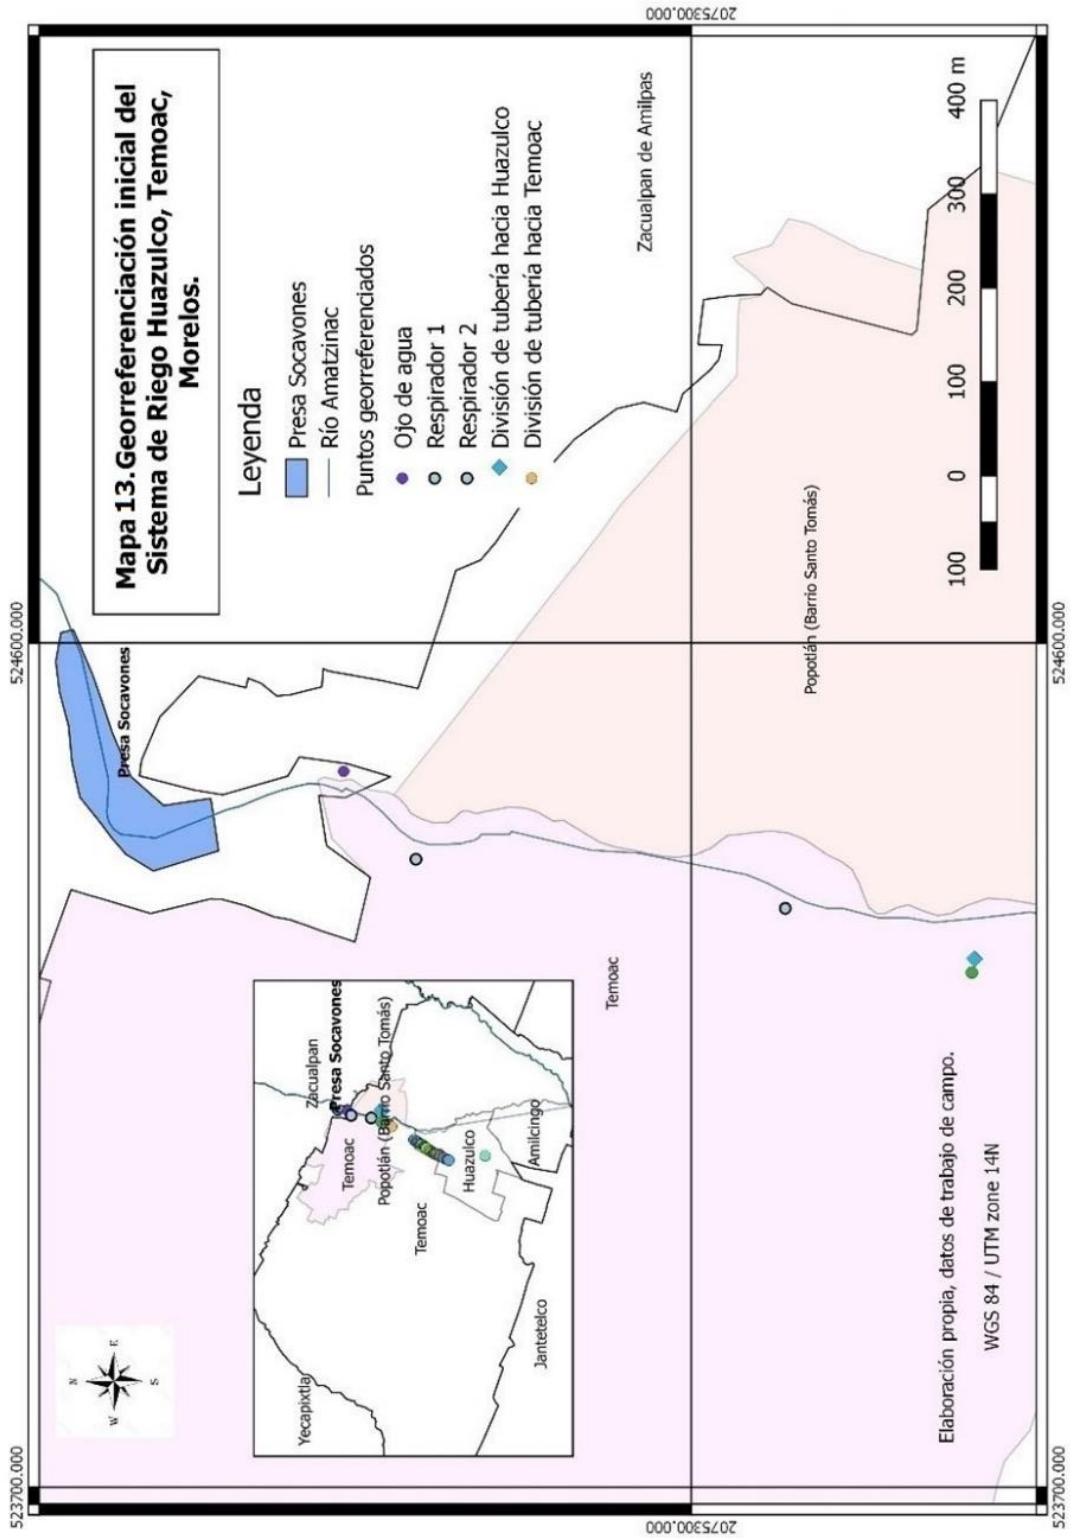 Mapa 13. Georreferenciación inicial del
Sistema de Riego Huazulco, Temoac,
Morelos.
Leyenda
Presa Socavones
Río Amatzinac
Puntos georreferenciados
Ojo de agua
Respirador 1
Respirador 2
División de tubería hacia Huazulco
División de tubería hacia Temoac
523700.000
524600.000
2075300.000
2075300.000
523700.000
524600.000
N
W
E
S
Presa Socavones
Zacualpan de Amilpas
Temoac
Popotlán (Barrio Santo Tomás)
Yecapixtla
Zacualpan
Presa Socavones
Temoac
Popotlán (Barrio Santo Tomás)
Temoac
Huazulco
Amilcingo
Jantetelco
Elaboración propia, datos de trabajo de campo.
WGS 84 / UTM zone 14N
100 0 100 200 300 400 m